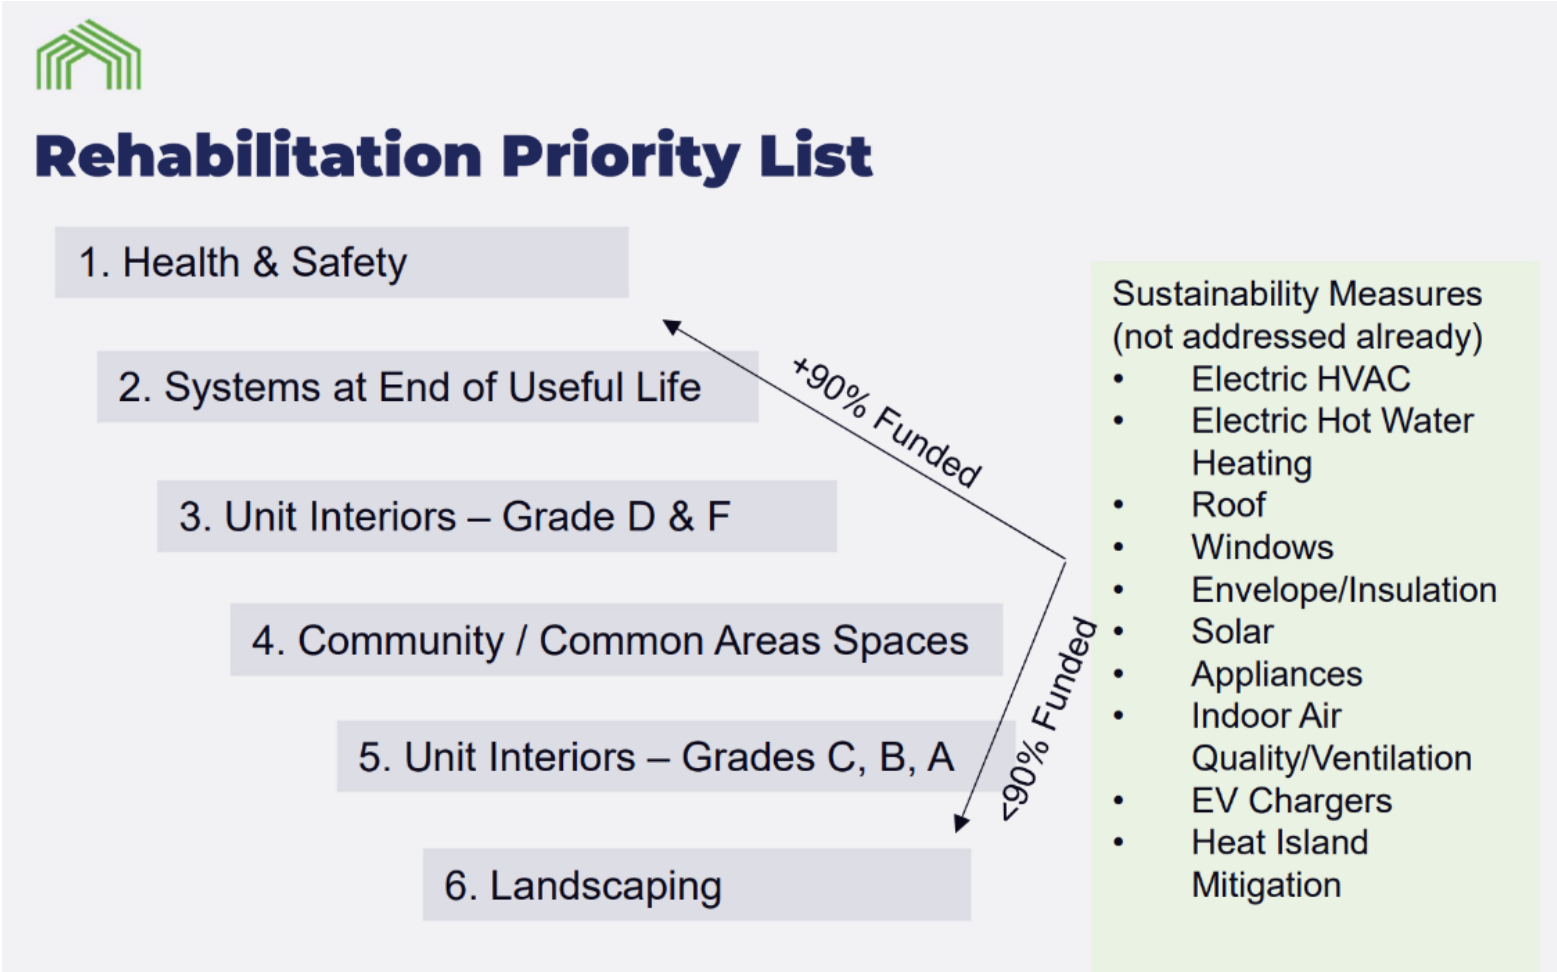 Rehabilitation Priority List
1. Health & Safety
2. Systems at End of Useful Life
3. Unit Interiors – Grade D & F
4. Community / Common Areas Spaces
5. Unit Interiors – Grades C, B, A
6. Landscaping
+90% Funded
<90% Funded
Sustainability Measures
(not addressed already)
• Electric HVAC
• Electric Hot Water
Heating
• Roof
• Windows
• Envelope/Insulation
• Solar
• Appliances
• Indoor Air
Quality/Ventilation
• EV Chargers
• Heat Island
Mitigation